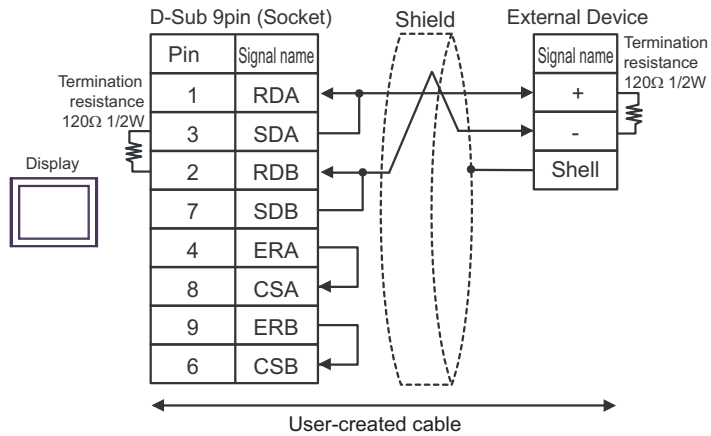 D-Sub 9pin (Socket)
Shield
External Device
Pin
Signal name
1
RDA
3
SDA
2
RDB
7
SDB
4
ERA
8
CSA
9
ERB
6
CSB
Termination
resistance
120Ω 1/2W
Display
Signal name
+
-
Shell
Termination
resistance
120Ω 1/2W
User-created cable